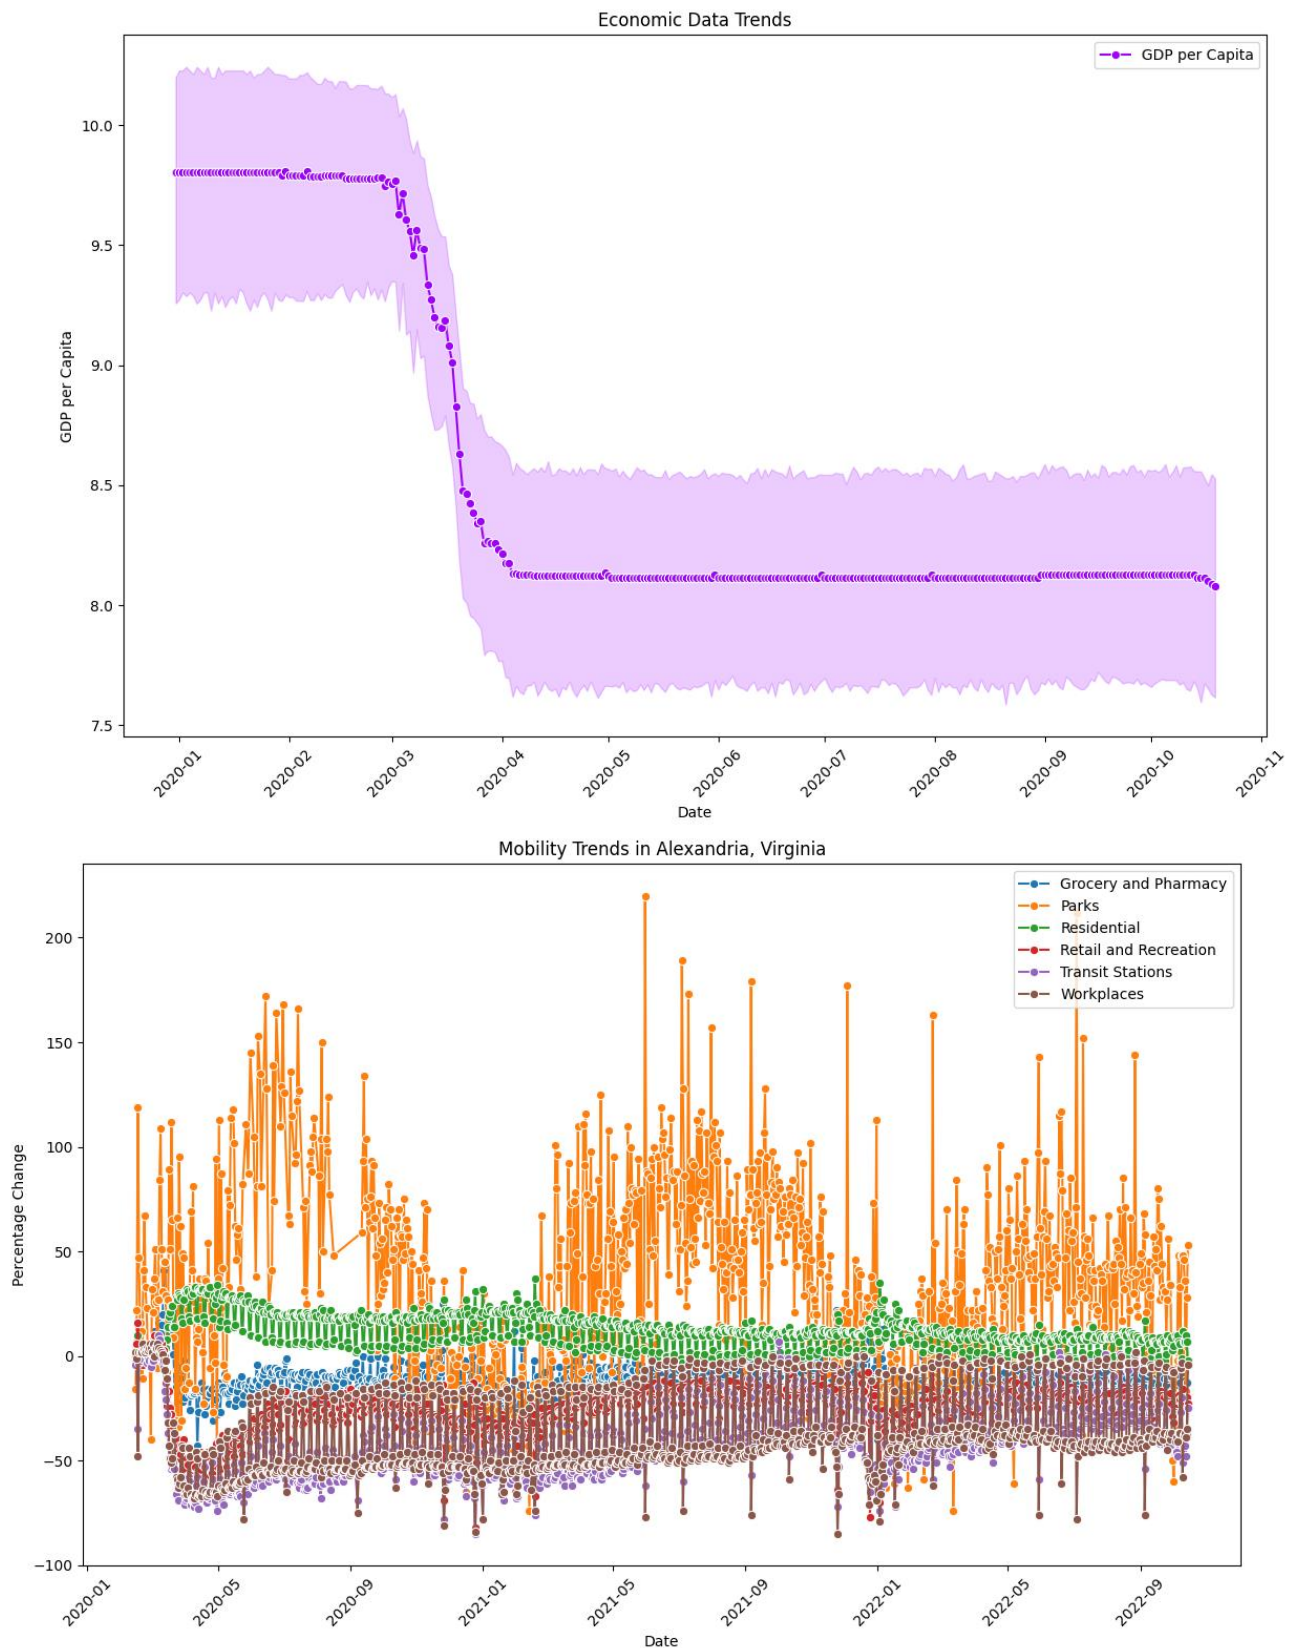 Economic Data Trends
GDP per Capita
10.0
9.5
9.0
8.5
8.0
7.5
GDP per Capita
2020-01
2020-02
2020-03
2020-04
2020-05
2020-06
2020-07
2020-08
2020-09
2020-10
2020-11
Date
Mobility Trends in Alexandria, Virginia
Grocery and Pharmacy
Parks
Residential
Retail and Recreation
Transit Stations
Workplaces
200
150
100
50
0
−50
−100
Percentage Change
2020-01
2020-05
2020-09
2021-01
2021-05
2021-09
2022-01
2022-05
2022-09
Date